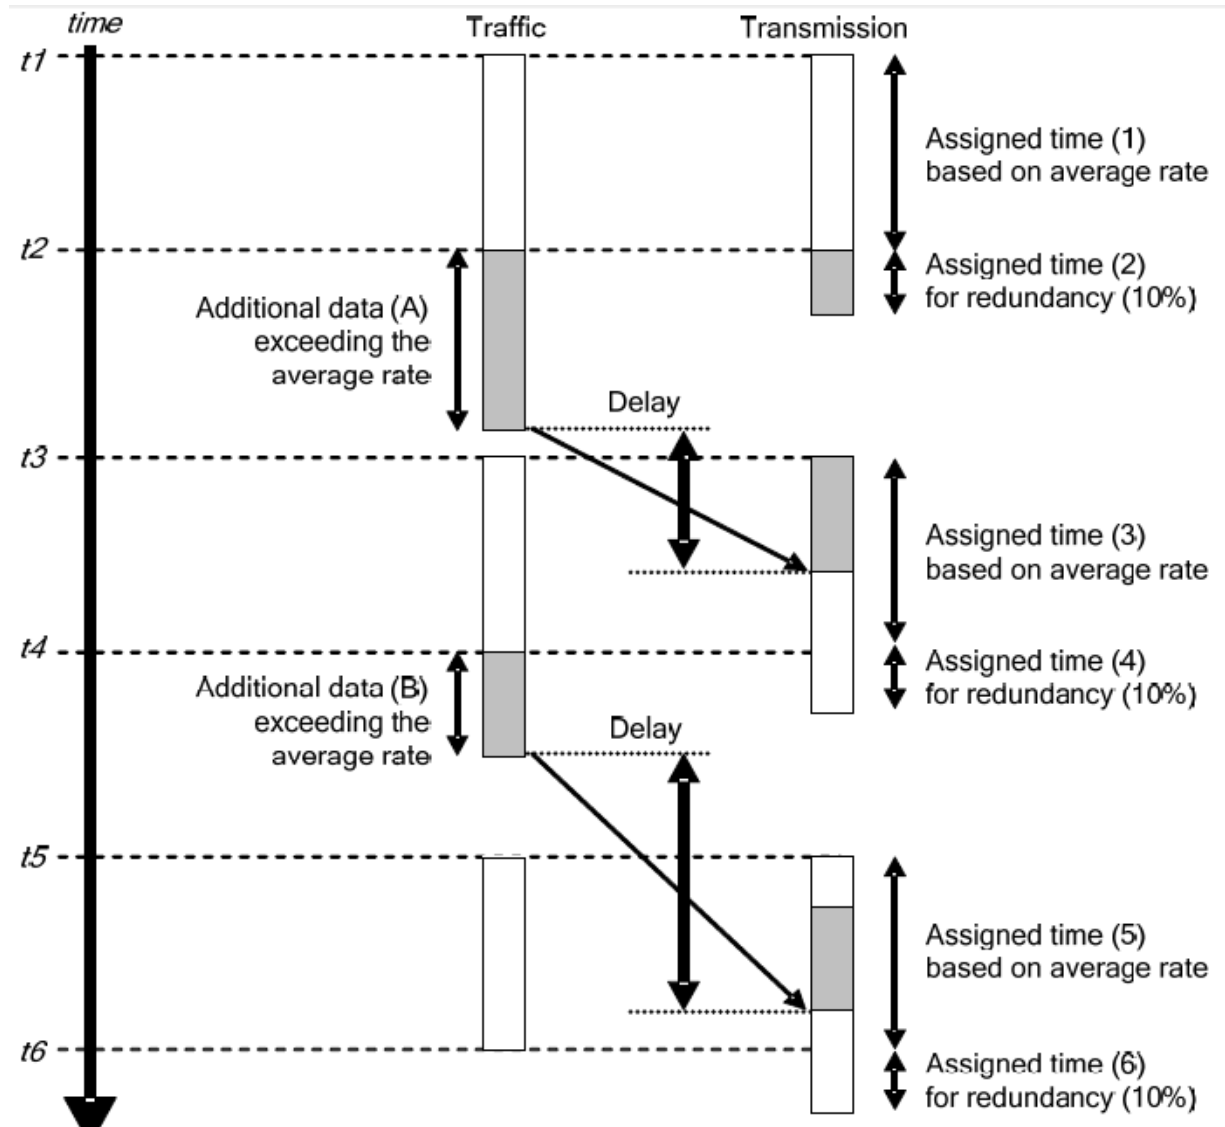 time
Traffic
Transmission
t1
Assigned time (1)
based on average rate
t2
Assigned time (2)
for redundancy (10%)
Additional data (A)
exceeding the
average rate
Delay
t3
Assigned time (3)
based on average rate
t4
Assigned time (4)
for redundancy (10%)
Additional data (B)
exceeding the
average rate
Delay
t5
Assigned time (5)
based on average rate
t6
Assigned time (6)
for redundancy (10%)